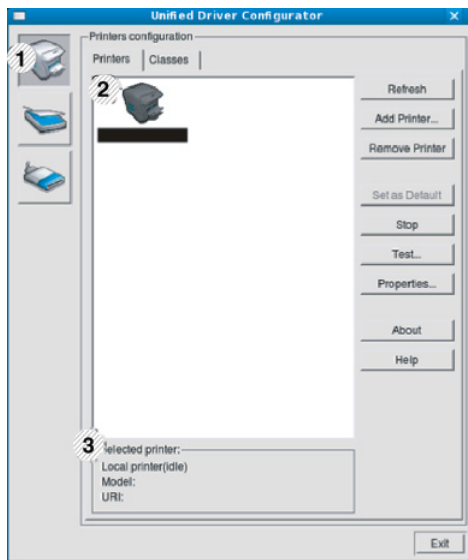 Unified Driver Configurator
Printers configuration
1
Printers
Classes
2
Refresh
Add Printer...
Remove Printer
Set as Default
Stop
Test...
Properties...
About
Help
3
Selected printer:
Local printer(idle)
Model:
URI:
Exit